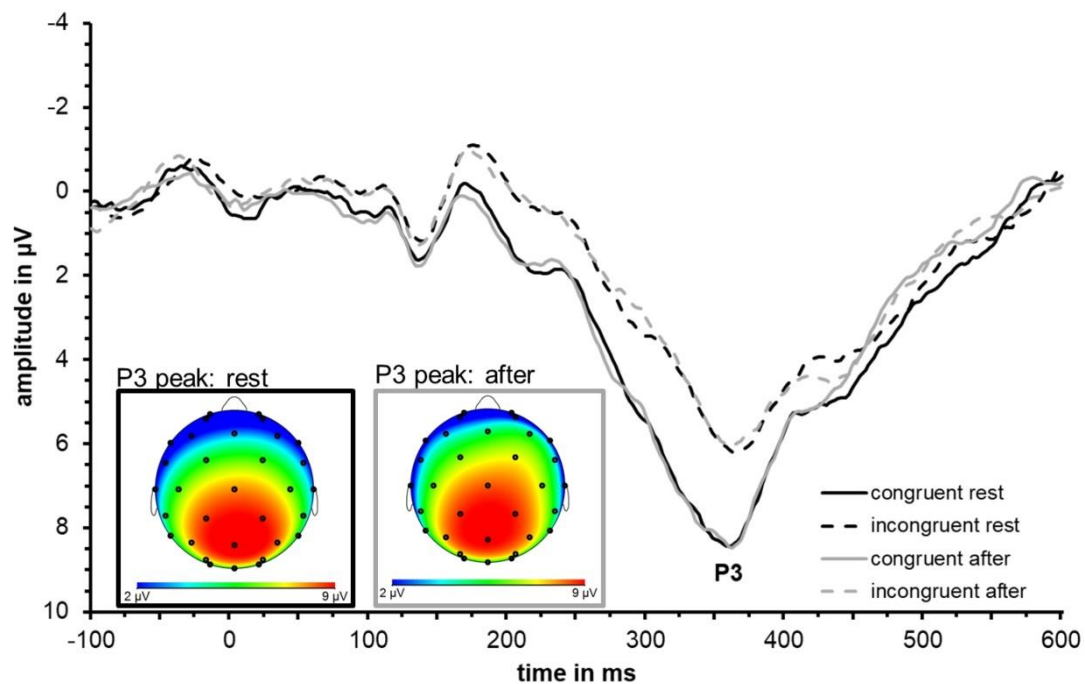 -4
-2
0
2
4
6
8
10
amplitude in µV
P3 peak: rest
2 µV 9 µV
P3 peak: after
2 µV 9 µV
P3
congruent rest
incongruent rest
congruent after
incongruent after
-100 0 100 200 300 400 500 600
time in ms